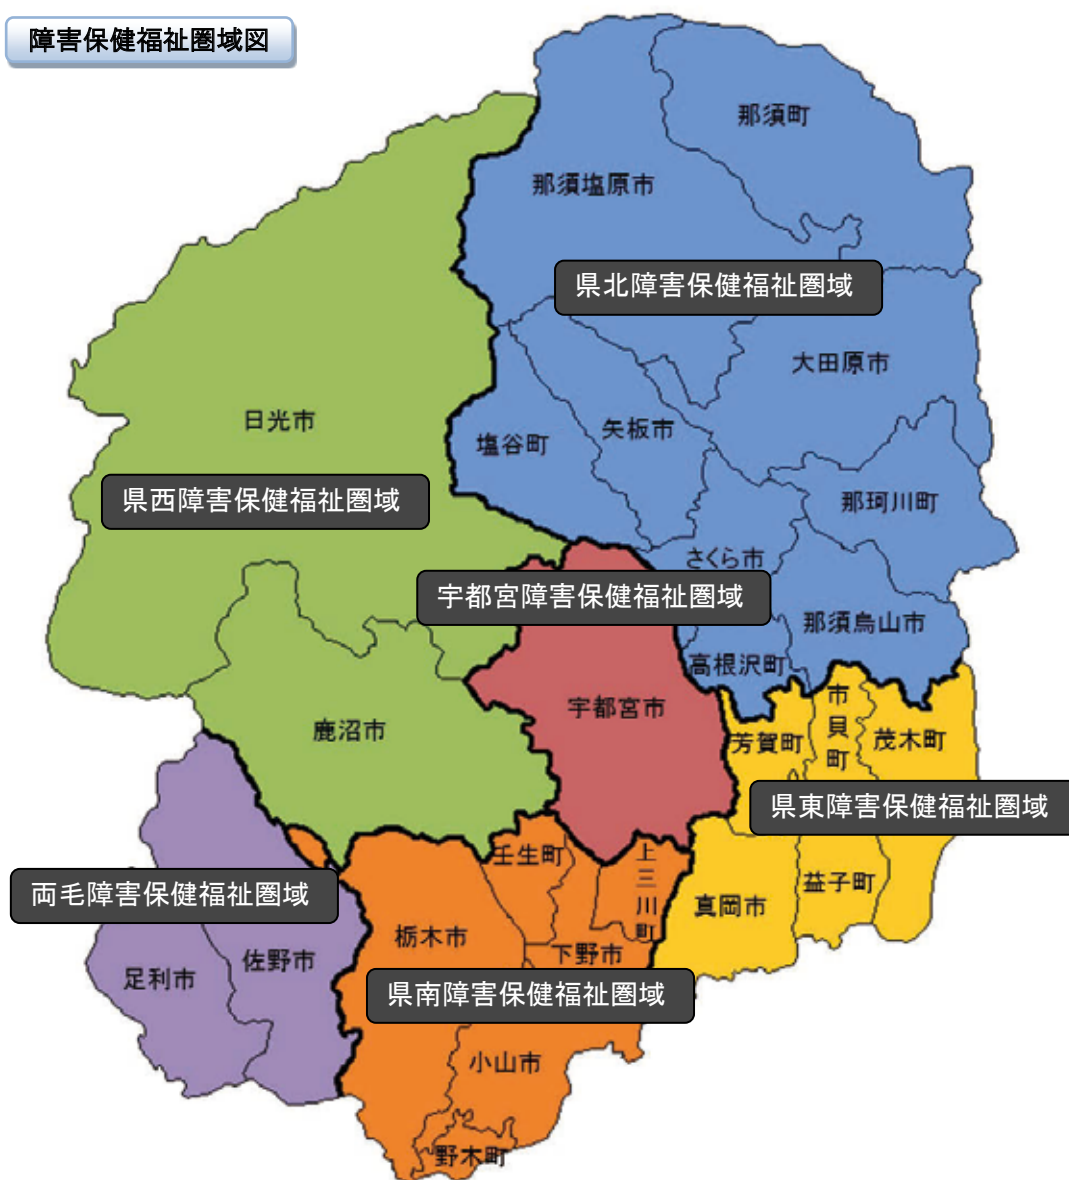 障害保健福祉圏域図
那須町
那須塩原市
県北障害保健福祉圏域
大田原市
日光市
矢板市
塩谷町
県西障害保健福祉圏域
那珂川町
さくら市
宇都宮障害保健福祉圏域
那須烏山市
高根沢町
宇都宮市
市貝町
鹿沼市
芳賀町
茂木町
県東障害保健福祉圏域
壬生町
上三川町
益子町
両毛障害保健福祉圏域
真岡市
栃木市
下野市
佐野市
足利市
県南障害保健福祉圏域
小山市
野木町